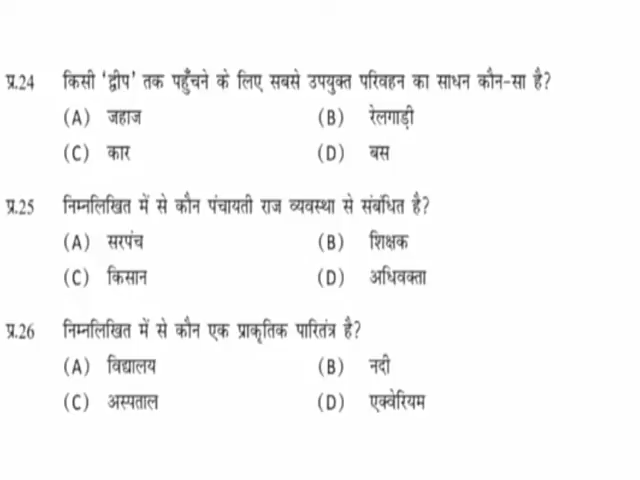 प्र.24 किसी ‘द्वीप’ तक पहुँचने के लिए सबसे उपयुक्त परिवहन का साधन कौन-सा है?
(A) जहाज (B) रेलगाड़ी
(C) कार (D) बस
प्र.25 निम्नलिखित में से कौन पंचायती राज व्यवस्था से संबंधित है?
(A) सरपंच (B) शिक्षक
(C) किसान (D) अधिवक्ता
प्र.26 निम्नलिखित में से कौन एक प्राकृतिक पारितंत्र है?
(A) विद्यालय (B) नदी
(C) अस्पताल (D) एक्वेरियम